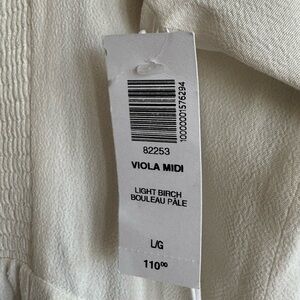 10000001576294
82253
VIOLA MIDI
LIGHT BIRCH
BOULEAU PÂLE
L/G
110⁰⁰